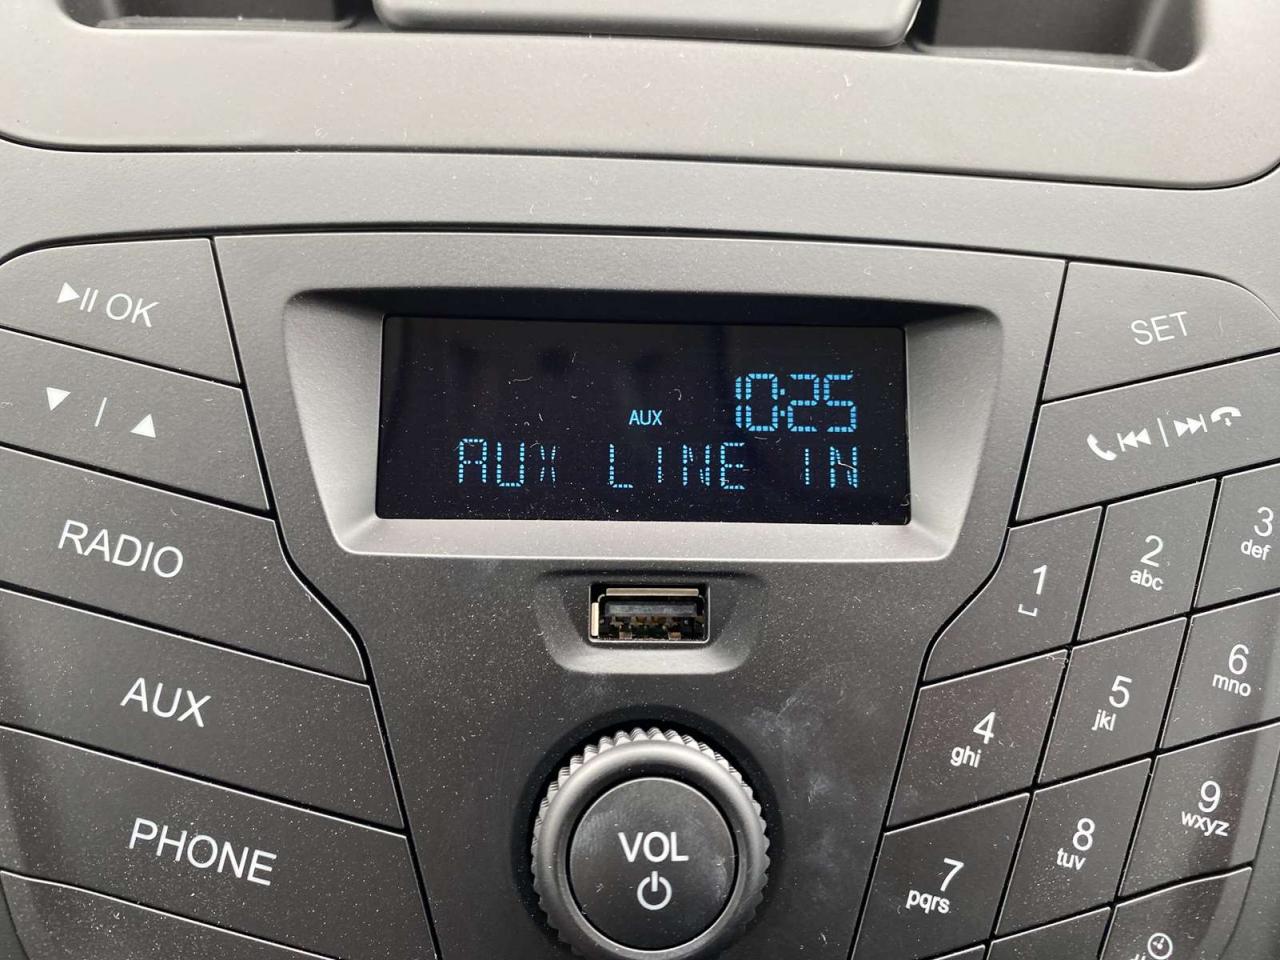 OK
SET
10:25
AUX
AUX LINE IN
RADIO
1
2
abc
3
def
AUX
4
ghi
5
jkl
6
mno
PHONE
VOL
7
pqrs
8
tuv
9
wxyz